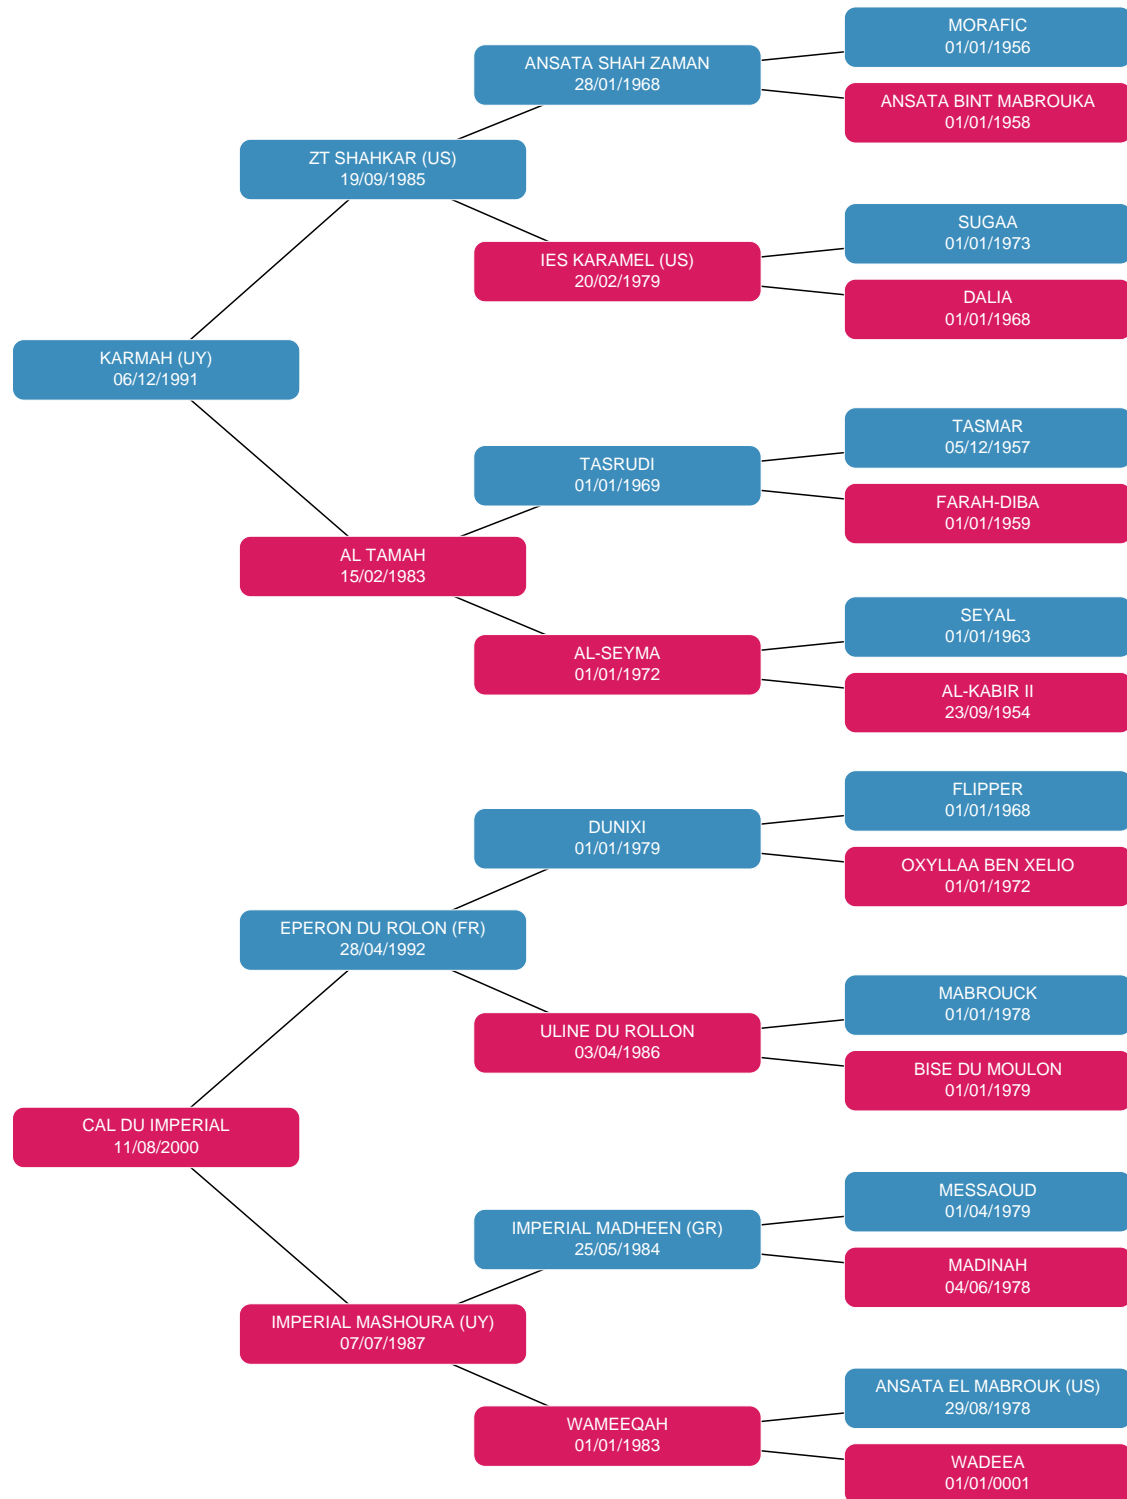 MORAFIC
01/01/1956
ANSATA SHAH ZAMAN
28/01/1968
ANSATA BINT MABROUKA
01/01/1958
ZT SHAHKAR (US)
19/09/1985
SUGAA
01/01/1973
IES KARAMEL (US)
20/02/1979
DALIA
01/01/1968
KARMAH (UY)
06/12/1991
TASMAR
05/12/1957
TASRUDI
01/01/1969
FARAH-DIBA
01/01/1959
AL TAMAH
15/02/1983
SEYAL
01/01/1963
AL-SEYMA
01/01/1972
AL-KABIR II
23/09/1954
FLIPPER
01/01/1968
DUNIXI
01/01/1979
OXYLLAA BEN XELIO
01/01/1972
EPERON DU ROLON (FR)
28/04/1992
MABROUCK
01/01/1978
ULINE DU ROLLON
03/04/1986
BISE DU MOULON
01/01/1979
CAL DU IMPERIAL
11/08/2000
MESSAOUD
01/04/1979
IMPERIAL MADHEEN (GR)
25/05/1984
MADINAH
04/06/1978
IMPERIAL MASHOURA (UY)
07/07/1987
ANSATA EL MABROUK (US)
29/08/1978
WAMEEQAH
01/01/1983
WADEEA
01/01/0001